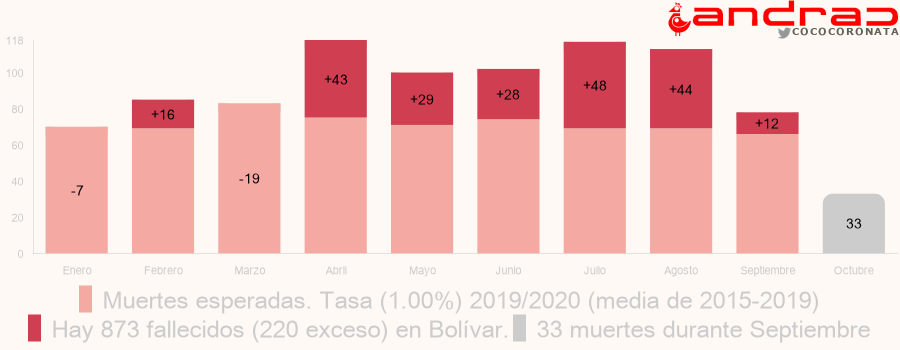 andrab
COCOCORONATA
118
100
80
60
40
20
0
-7
+16
-19
+43
+29
+28
+48
+44
+12
33
Enero
Febrero
Marzo
Abril
Mayo
Junio
Julio
Agosto
Septiembre
Octubre
Muertes esperadas. Tasa (1.00%) 2019/2020 (media de 2015-2019)
Hay 873 fallecidos (220 exceso) en Bolívar. 33 muertes durante Septiembre